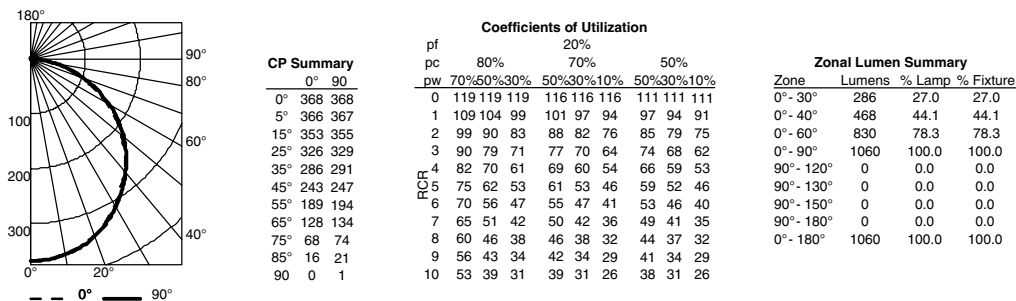 180°
90°
80°
100
60°
200
300
40°
0°
20°
0°
90°
CP Summary
0° 90
0° 368 368
5° 366 367
15° 353 355
25° 326 329
35° 286 291
45° 243 247
55° 189 194
65° 128 134
75° 68 74
85° 16 21
90 0 1
Coefficients of Utilization
pf 20%
pc 80% 70% 50%
pw 70%50%30% 50%30%10% 50%30%10%
RCR
0 119 119 119 116 116 116 111 111 111
1 109 104 99 101 97 94 97 94 91
2 99 90 83 88 82 76 85 79 75
3 90 79 71 77 70 64 74 68 62
4 82 70 61 69 60 54 66 59 53
5 75 62 53 61 53 46 59 52 46
6 70 56 47 55 47 41 53 46 40
7 65 51 42 50 42 36 49 41 35
8 60 46 38 46 38 32 44 37 32
9 56 43 34 42 34 29 41 34 29
10 53 39 31 39 31 26 38 31 26
Zonal Lumen Summary
Zone Lumens % Lamp % Fixture
0°- 30° 286 27.0 27.0
0°- 40° 468 44.1 44.1
0°- 60° 830 78.3 78.3
0°- 90° 1060 100.0 100.0
90°- 120° 0 0.0 0.0
90°- 130° 0 0.0 0.0
90°- 150° 0 0.0 0.0
90°- 180° 0 0.0 0.0
0°- 180° 1060 100.0 100.0